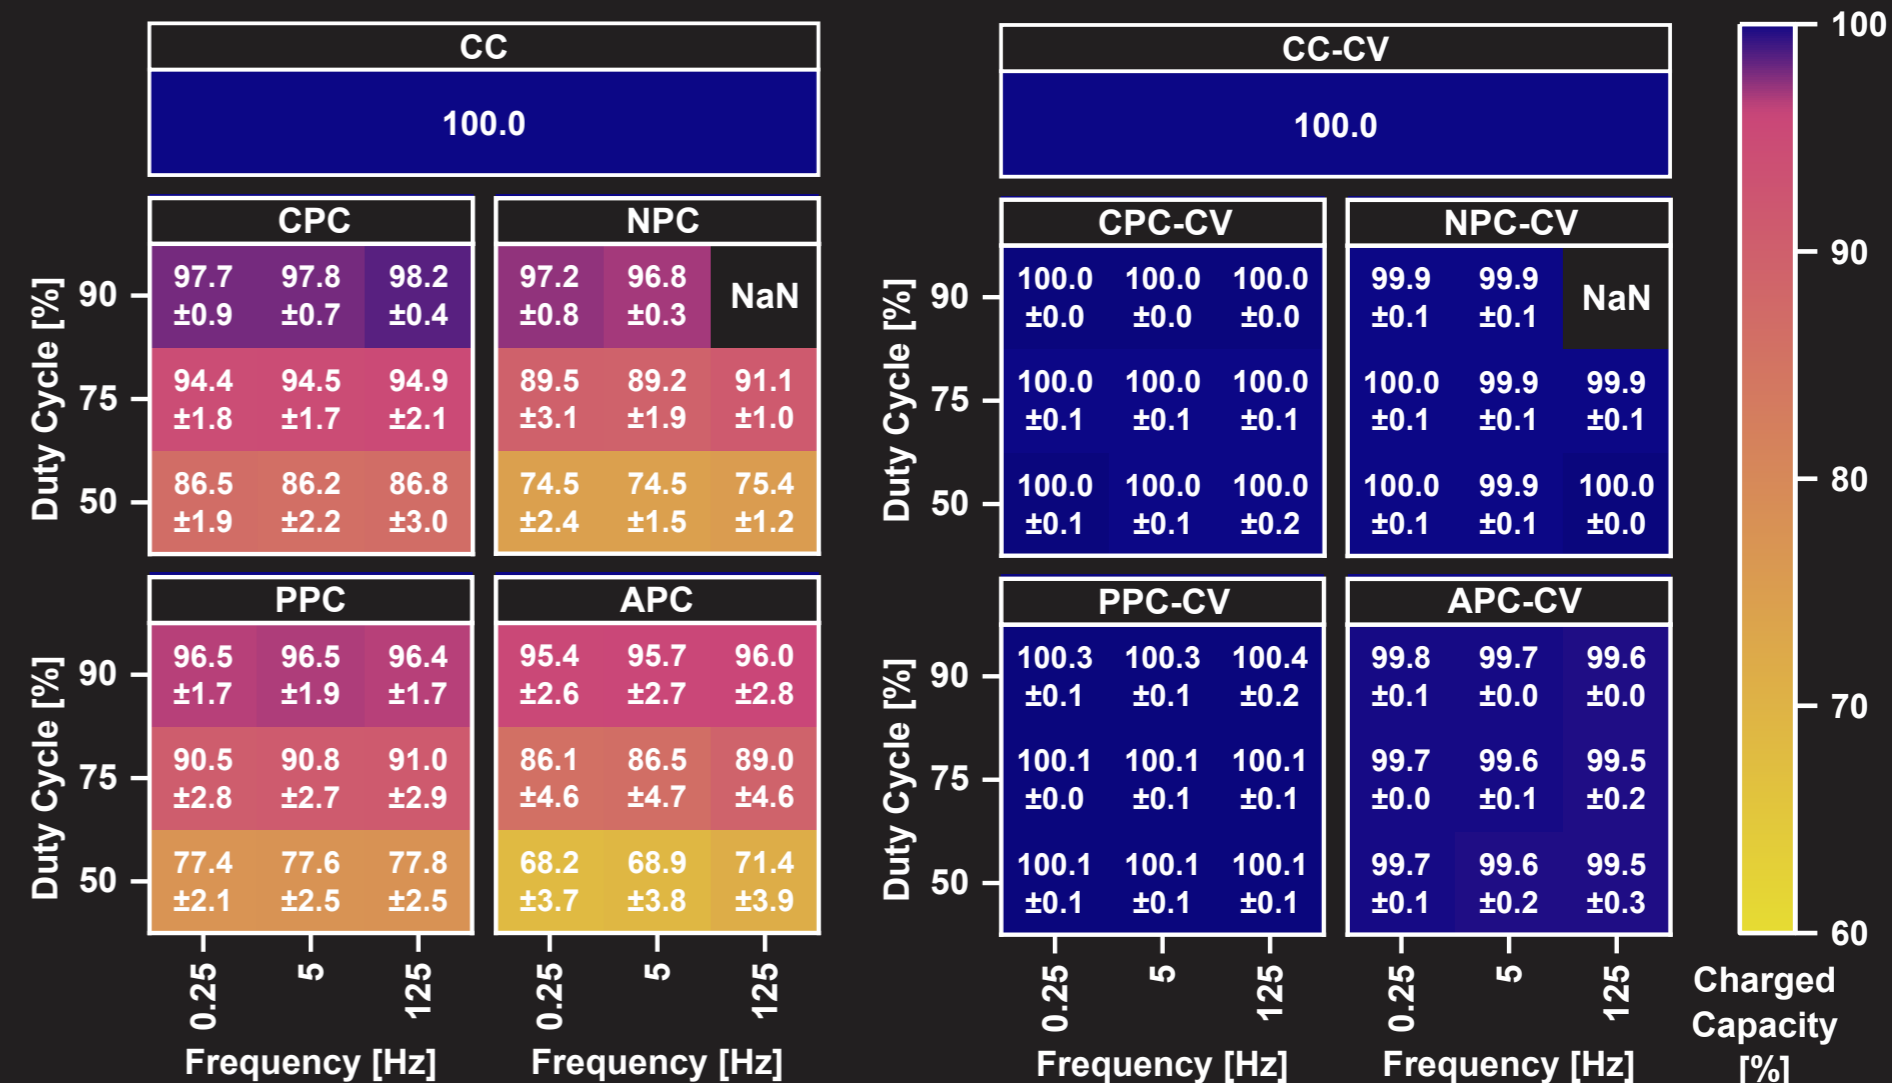 CC
100.0
CPC
NPC
Duty Cycle [%]
90
97.7 97.8 98.2 97.2 96.8 NaN
±0.9 ±0.7 ±0.4 ±0.8 ±0.3
75
94.4 94.5 94.9 89.5 89.2 91.1
±1.8 ±1.7 ±2.1 ±3.1 ±1.9 ±1.0
50
86.5 86.2 86.8 74.5 74.5 75.4
±1.9 ±2.2 ±3.0 ±2.4 ±1.5 ±1.2
PPC
APC
Duty Cycle [%]
90
96.5 96.5 96.4 95.4 95.7 96.0
±1.7 ±1.9 ±1.7 ±2.6 ±2.7 ±2.8
75
90.5 90.8 91.0 86.1 86.5 89.0
±2.8 ±2.7 ±2.9 ±4.6 ±4.7 ±4.6
50
77.4 77.6 77.8 68.2 68.9 71.4
±2.1 ±2.5 ±2.5 ±3.7 ±3.8 ±3.9
0.25 5 125 0.25 5 125
Frequency [Hz] Frequency [Hz]
CC-CV
100.0
CPC-CV
NPC-CV
Duty Cycle [%]
90
100.0 100.0 100.0 99.9 99.9 NaN
±0.0 ±0.0 ±0.0 ±0.1 ±0.1
75
100.0 100.0 100.0 100.0 99.9 99.9
±0.1 ±0.1 ±0.1 ±0.1 ±0.1 ±0.1
50
100.0 100.0 100.0 100.0 99.9 100.0
±0.1 ±0.1 ±0.2 ±0.1 ±0.1 ±0.0
PPC-CV
APC-CV
Duty Cycle [%]
90
100.3 100.3 100.4 99.8 99.7 99.6
±0.1 ±0.1 ±0.2 ±0.1 ±0.0 ±0.0
75
100.1 100.1 100.1 99.7 99.6 99.5
±0.0 ±0.1 ±0.1 ±0.0 ±0.1 ±0.2
50
100.1 100.1 100.1 99.7 99.6 99.5
±0.1 ±0.1 ±0.1 ±0.1 ±0.2 ±0.3
0.25 5 125 0.25 5 125
Frequency [Hz] Frequency [Hz]
100
90
80
70
60
Charged
Capacity
[%]